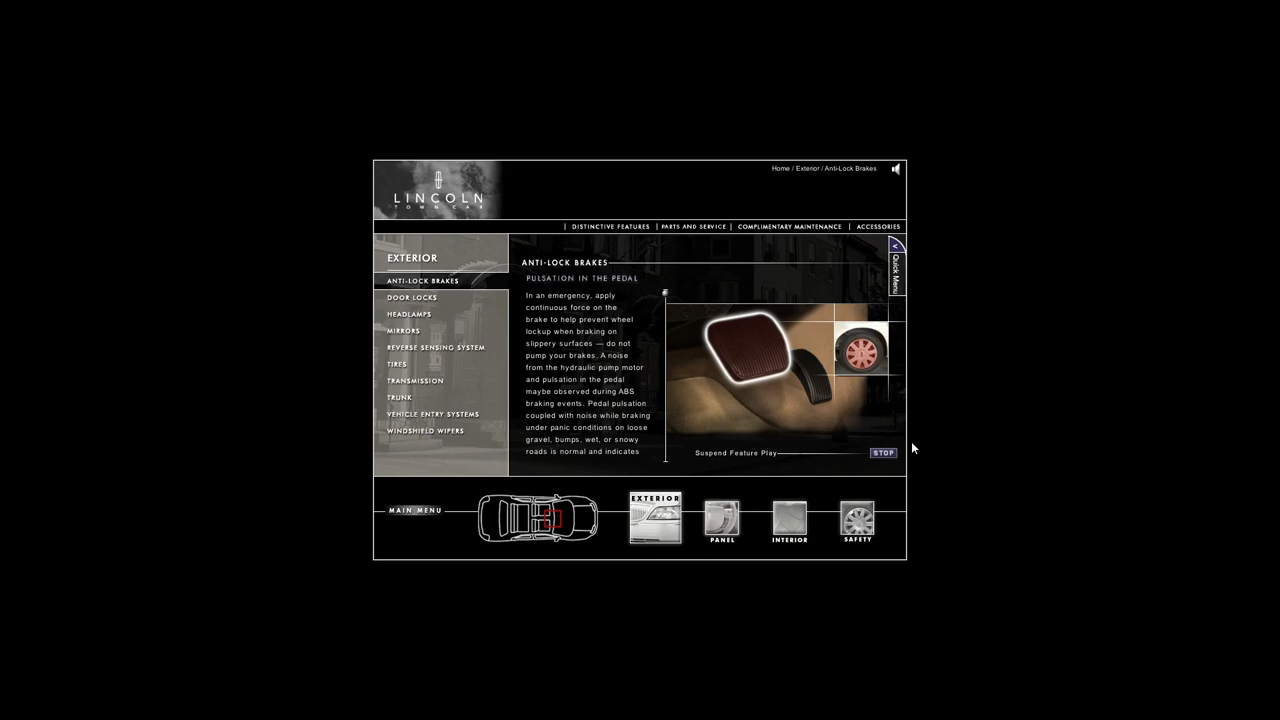 Home / Exterior / Anti-Lock Brakes
LINCOLN
TOWN CAR
DISTINCTIVE FEATURES
PARTS AND SERVICE
COMPLIMENTARY MAINTENANCE
ACCESSORIES
EXTERIOR
ANTI-LOCK BRAKES
DOOR LOCKS
HEADLAMPS
MIRRORS
REVERSE SENSING SYSTEM
TIRES
TRANSMISSION
TRUNK
VEHICLE ENTRY SYSTEMS
WINDSHIELD WIPERS
ANTI-LOCK BRAKES
PULSATION IN THE PEDAL
In an emergency, apply
continuous force on the
brake to help prevent wheel
lockup when braking on
slippery surfaces — do not
pump your brakes. A noise
from the hydraulic pump motor
and pulsation in the pedal
maybe observed during ABS
braking events. Pedal pulsation
coupled with noise while braking
under panic conditions on loose
gravel, bumps, wet, or snowy
roads is normal and indicates
Quick Menu
Suspend Feature Play
STOP
MAIN MENU
EXTERIOR
PANEL
INTERIOR
SAFETY